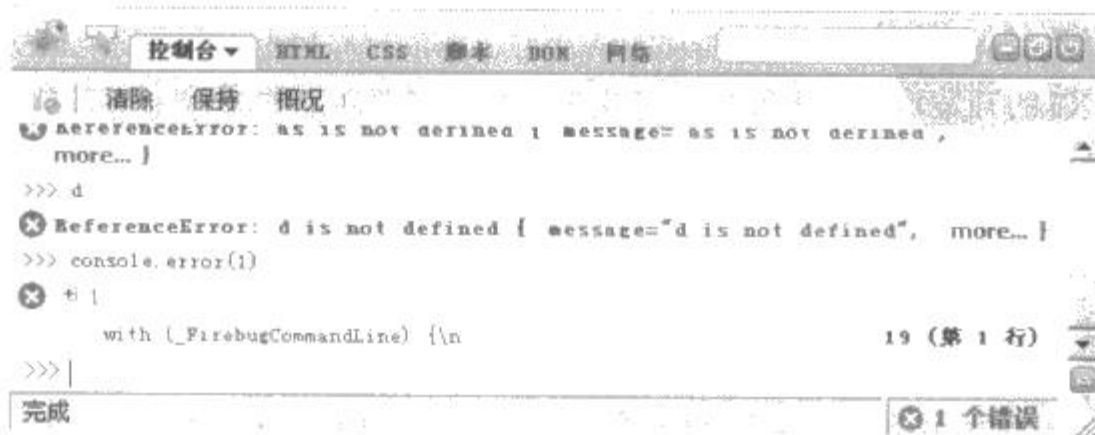 控制台 HTML CSS 脚本 DOM 网络
清除 保持 概况
ReferenceError: as is not defined { message="as is not defined",
more... }
>>> d
ReferenceError: d is not defined { message="d is not defined", more... }
>>> console.error(1)
1
with (_FirebugCommandLine) {\n 19 (第 1 行)
>>>
完成 1 个错误